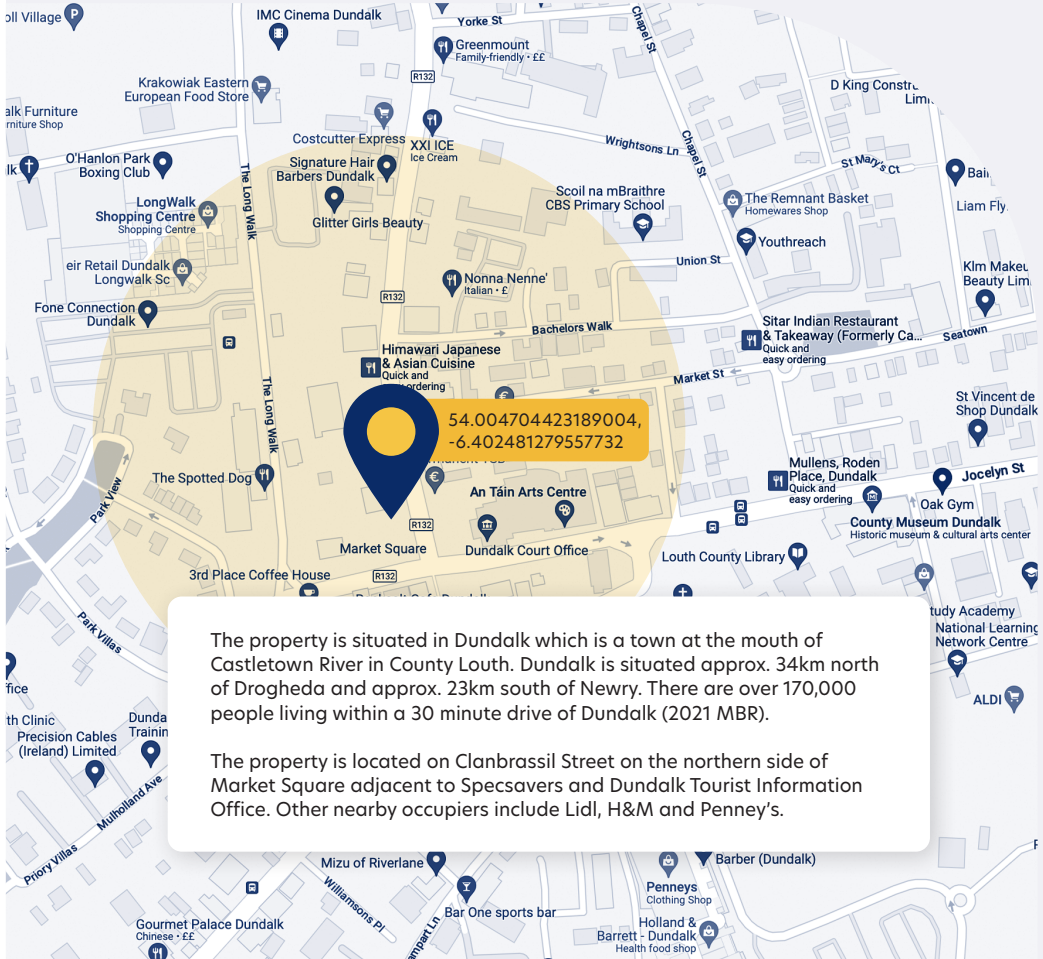 oll Village
IMC Cinema Dundalk
Yorke St
Chapel St
Greenmount
Family-friendly • ££
R132
Krakowiak Eastern
European Food Store
D King Constru
Limi
alk Furniture
rniture Shop
Costcutter Express
XXI ICE
Ice Cream
Wrightsons Ln
Chapel St
lk
O'Hanlon Park
Boxing Club
The Long Walk
Signature Hair
Barbers Dundalk
St Mary's Ct
Bair
LongWalk
Shopping Centre
Shopping Centre
Glitter Girls Beauty
Scoil na mBraithre
CBS Primary School
The Remnant Basket
Homewares Shop
Liam Fly
Youthreach
eir Retail Dundalk
Longwalk Sc
Nonna Nenne'
Italian • £
Union St
Klm Makeu
Beauty Lim
R132
Fone Connection
Dundalk
Bachelors Walk
Sitar Indian Restaurant
& Takeaway (Formerly Ca...
Quick and
easy ordering
Seatown
Himawari Japanese
& Asian Cuisine
Quick and
ordering
The Long Walk
Market St
€
St Vincent de
Shop Dundalk
54.004704423189004,
-6.402481279557732
The Spotted Dog
€
Mullens, Roden
Place, Dundalk
Quick and
easy ordering
Jocelyn St
Park View
An Táin Arts Centre
Oak Gym
R132
County Museum Dundalk
Historic museum & cultural arts center
Market Square
Dundalk Court Office
Louth County Library
3rd Place Coffee House
R132
Park Villas
tudy Academy
National Learning
Network Centre
The property is situated in Dundalk which is a town at the mouth of
Castletown River in County Louth. Dundalk is situated approx. 34km north
of Drogheda and approx. 23km south of Newry. There are over 170,000
people living within a 30 minute drive of Dundalk (2021 MBR).
The property is located on Clanbrassil Street on the northern side of
Market Square adjacent to Specsavers and Dundalk Tourist Information
Office. Other nearby occupiers include Lidl, H&M and Penney's.
ffice
ALDI
th Clinic
Precision Cables
(Ireland) Limited
Dunda
Trainin
Mulholland Ave
Priory Villas
Mizu of Riverlane
Barber (Dundalk)
Williamsons Pl
Penneys
Clothing Shop
Bar One sports bar
ampart Ln
Gourmet Palace Dundalk
Chinese • ££
Holland &
Barrett - Dundalk
Health food shop